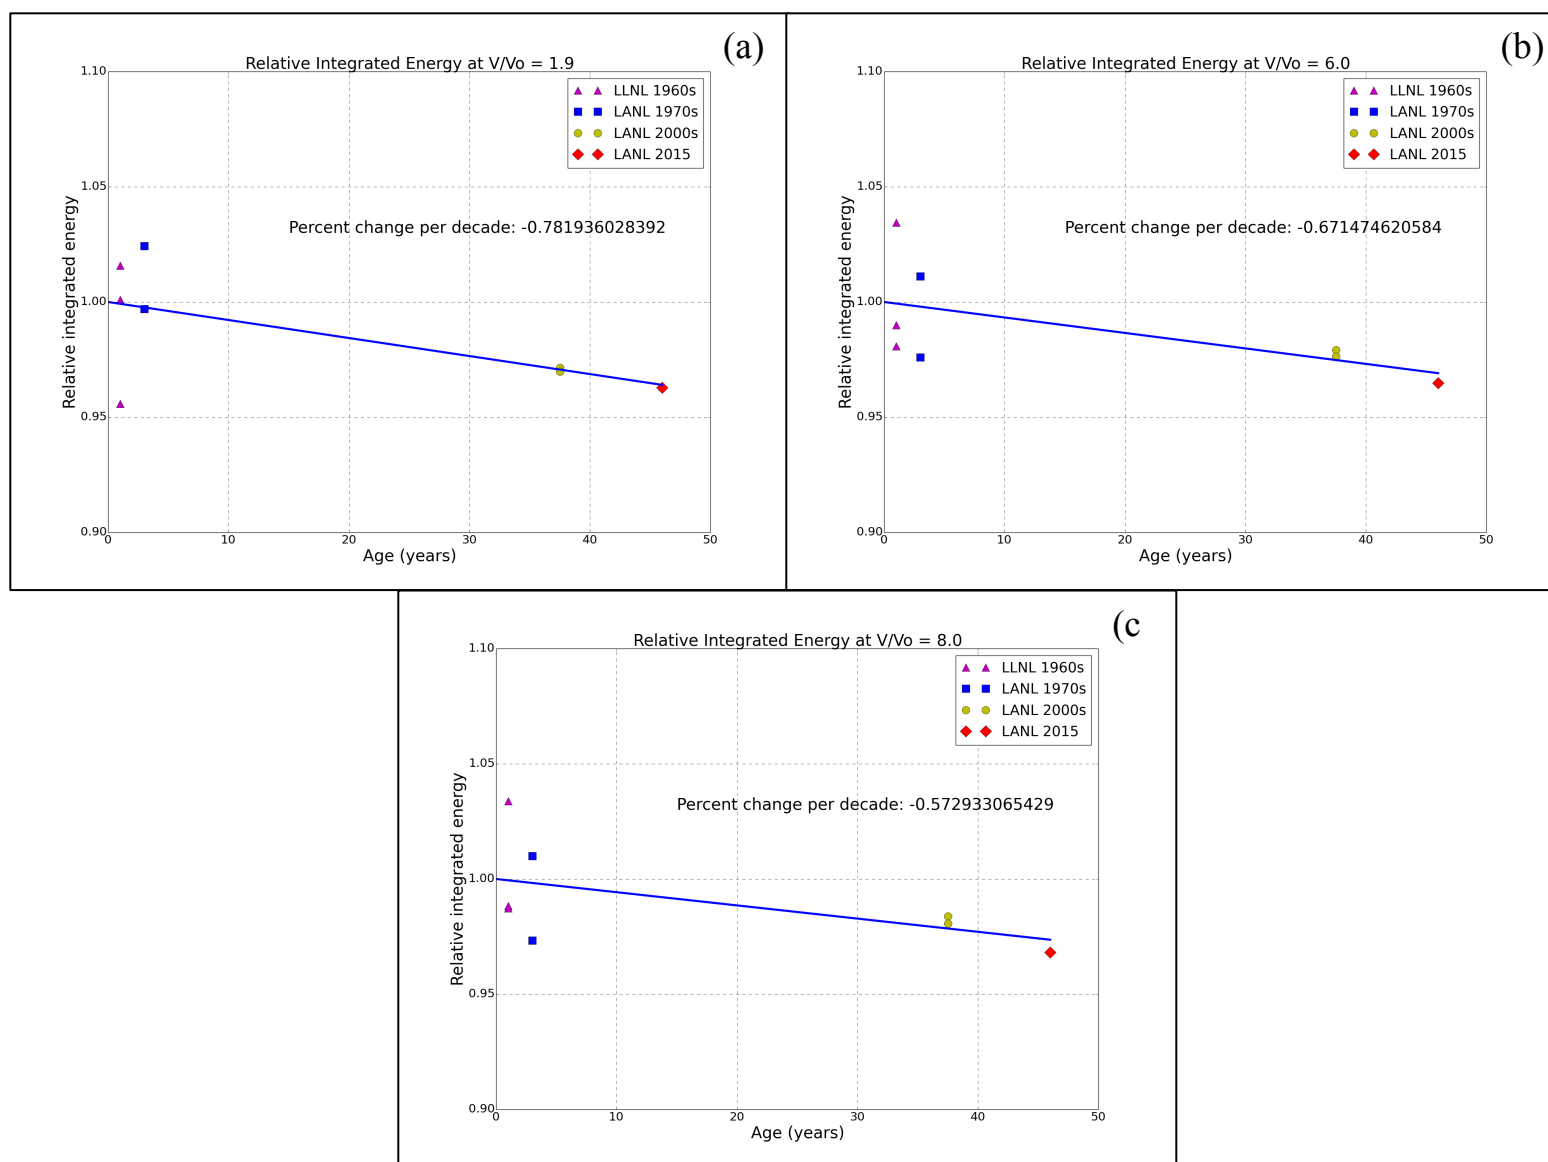 (a)
Relative Integrated Energy at V/Vo = 1.9
1.10
1.05
1.00
0.95
0.90
Relative integrated energy
LLNL 1960s
LANL 1970s
LANL 2000s
LANL 2015
Percent change per decade: -0.781936028392
0 10 20 30 40 50
Age (years)
(b)
Relative Integrated Energy at V/Vo = 6.0
1.10
1.05
1.00
0.95
0.90
Relative integrated energy
LLNL 1960s
LANL 1970s
LANL 2000s
LANL 2015
Percent change per decade: -0.671474620584
0 10 20 30 40 50
Age (years)
(c
Relative Integrated Energy at V/Vo = 8.0
1.10
1.05
1.00
0.95
0.90
Relative integrated energy
LLNL 1960s
LANL 1970s
LANL 2000s
LANL 2015
Percent change per decade: -0.572933065429
0 10 20 30 40 50
Age (years)